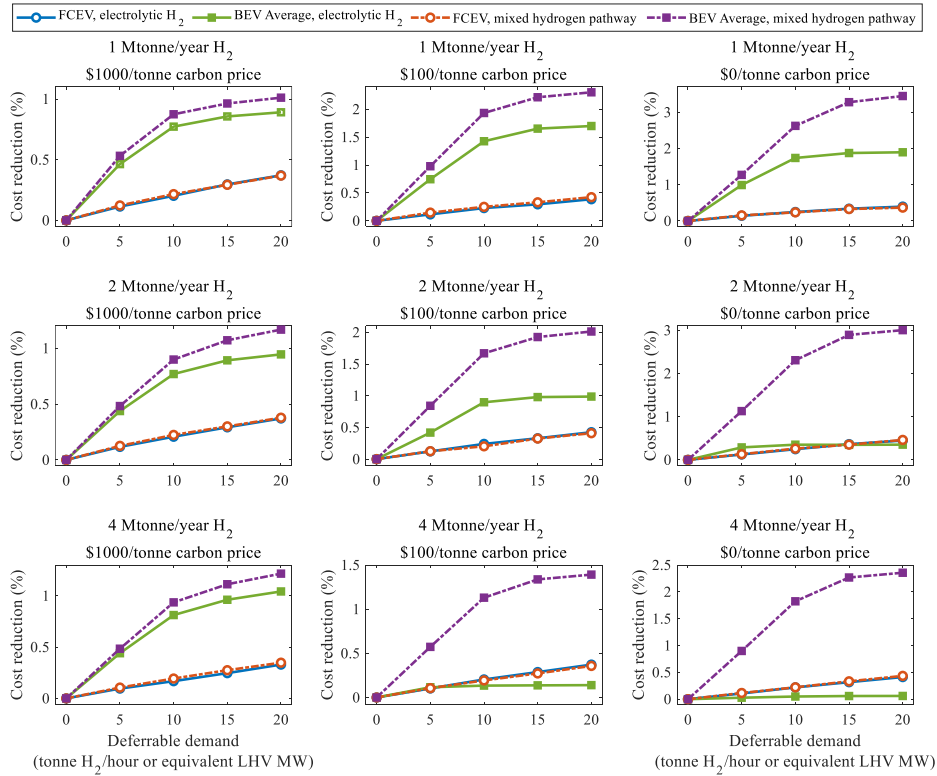 FCEV, electrolytic H2 BEV Average, electrolytic H2 FCEV, mixed hydrogen pathway BEV Average, mixed hydrogen pathway
1 Mtonne/year H2
$1000/tonne carbon price
Cost reduction (%)
1
0.5
0
0 5 10 15 20
1 Mtonne/year H2
$100/tonne carbon price
Cost reduction (%)
2
1.5
1
0.5
0
0 5 10 15 20
1 Mtonne/year H2
$0/tonne carbon price
Cost reduction (%)
3
2
1
0
0 5 10 15 20
2 Mtonne/year H2
$1000/tonne carbon price
Cost reduction (%)
1
0.5
0
0 5 10 15 20
2 Mtonne/year H2
$100/tonne carbon price
Cost reduction (%)
2
1.5
1
0.5
0
0 5 10 15 20
2 Mtonne/year H2
$0/tonne carbon price
Cost reduction (%)
3
2
1
0
0 5 10 15 20
4 Mtonne/year H2
$1000/tonne carbon price
Cost reduction (%)
1
0.5
0
0 5 10 15 20
Deferrable demand
(tonne H2/hour or equivalent LHV MW)
4 Mtonne/year H2
$100/tonne carbon price
Cost reduction (%)
1.5
1
0.5
0
0 5 10 15 20
4 Mtonne/year H2
$0/tonne carbon price
Cost reduction (%)
2.5
2
1.5
1
0.5
0
0 5 10 15 20
Deferrable demand
(tonne H2/hour or equivalent LHV MW)